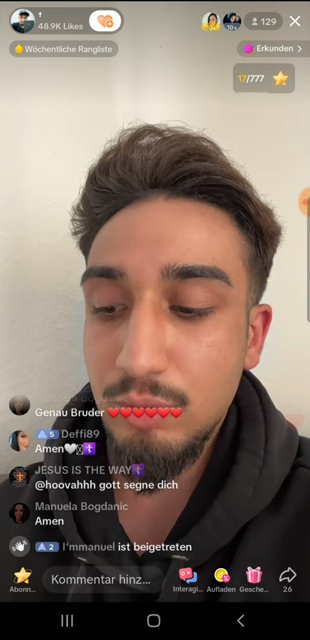 †
48.9K Likes
129
Wöchentliche Rangliste
Erkunden >
17/777
Genau Bruder ❤️❤️❤️❤️❤️❤️
5 Deffi89
Amen🤍✝️
JESUS IS THE WAY✝️
@hoovahhh gott segne dich
Manuela Bogdanic
Amen
2 I'mmanuel ist beigetreten
Abonn...
Kommentar hinz...
Interagi...
Aufladen
Gesche...
26